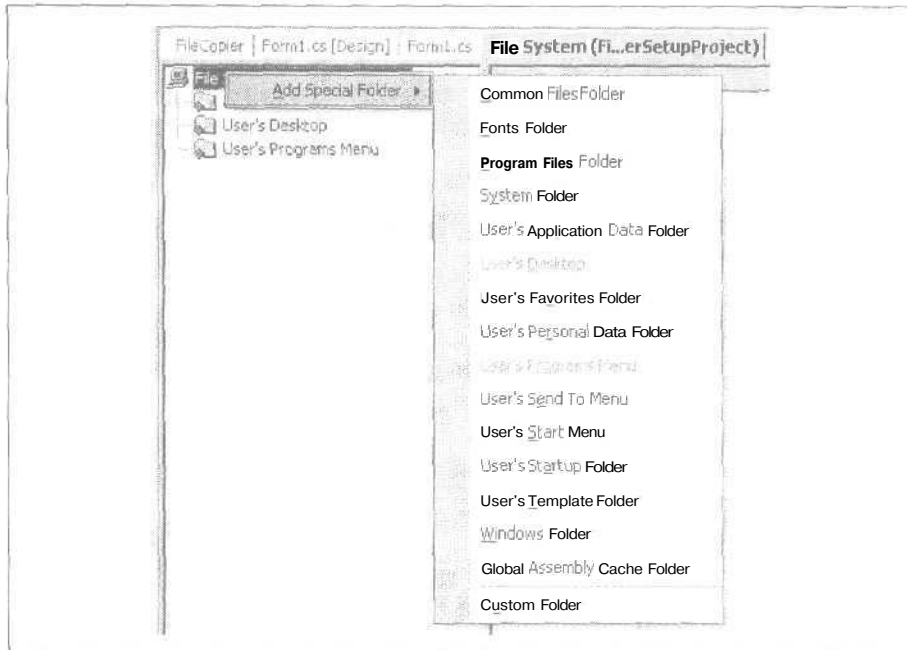 FileCopier | Form1.cs [Design] | Form1.cs File System (Fi...erSetupProject)
File
Add Special Folder
User's Desktop
User's Programs Menu
Common Files Folder
Fonts Folder
Program Files Folder
System Folder
User's Application Data Folder
User's Desktop
User's Favorites Folder
User's Personal Data Folder
User's Programs Menu
User's Send To Menu
User's Start Menu
User's Startup Folder
User's Template Folder
Windows Folder
Global Assembly Cache Folder
Custom Folder